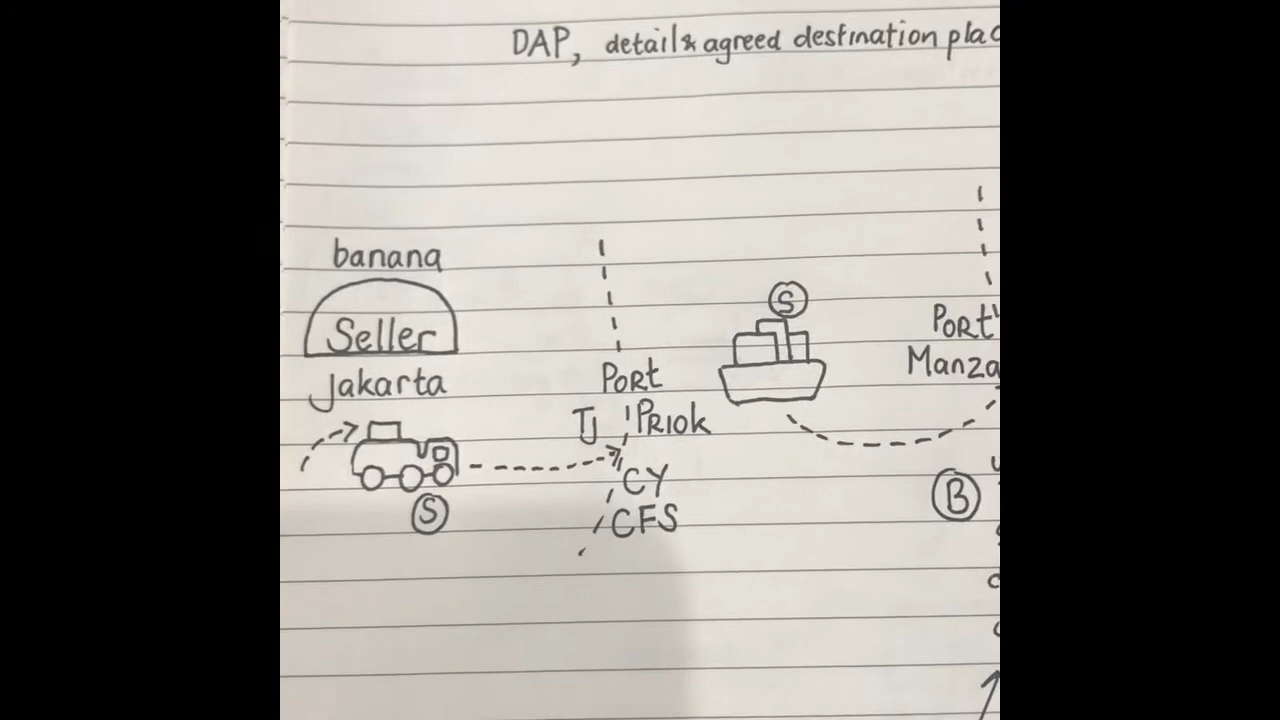 DAP, detail & agreed destination plac
banana
Seller
Jakarta
S
Port
TJ PRIOK
CY
CFS
S
Port
Manza
B